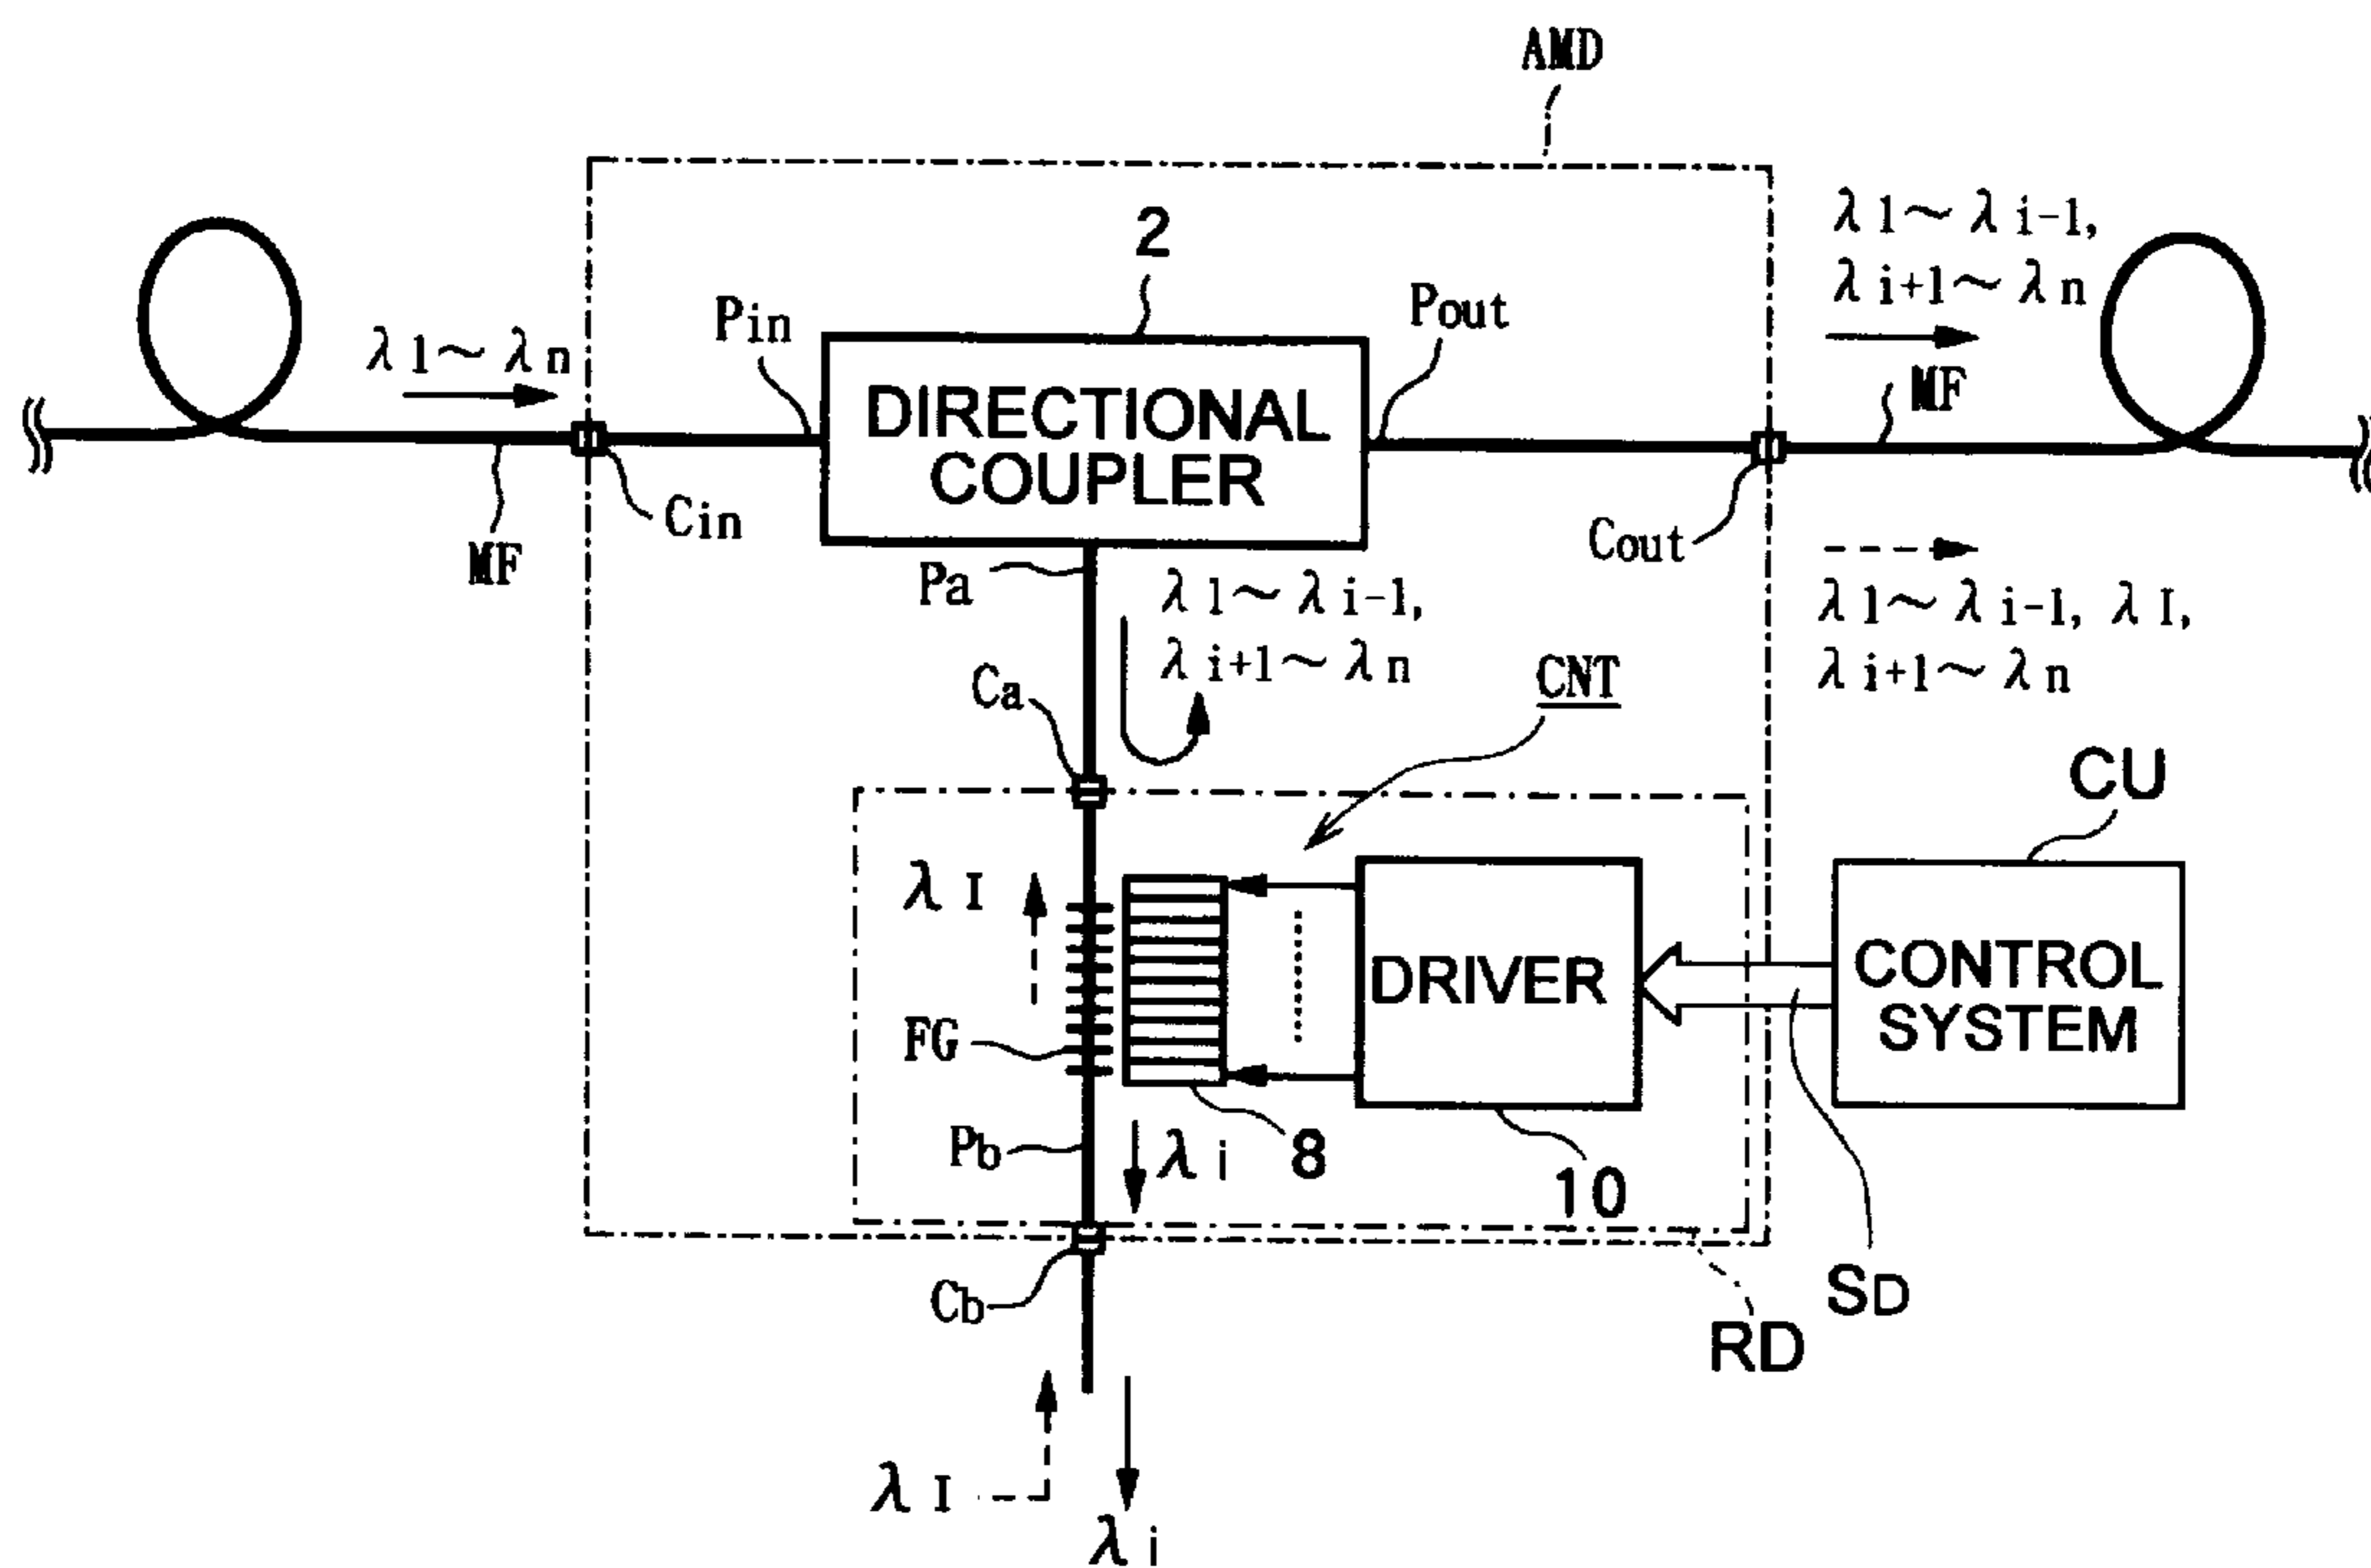 AMD
2
λ1～λi-1,
λi+1～λn
Pin
Pout
λ1～λn
DIRECTIONAL
COUPLER
MF
MF
Cin
Cout
Pa
λ1～λi-1,
λi+1～λn
λ1～λi-1, λI,
λi+1～λn
Ca
CNT
CU
λI
DRIVER
CONTROL
SYSTEM
FG
Pb
λi
8
10
Cb
SD
RD
λI
λi